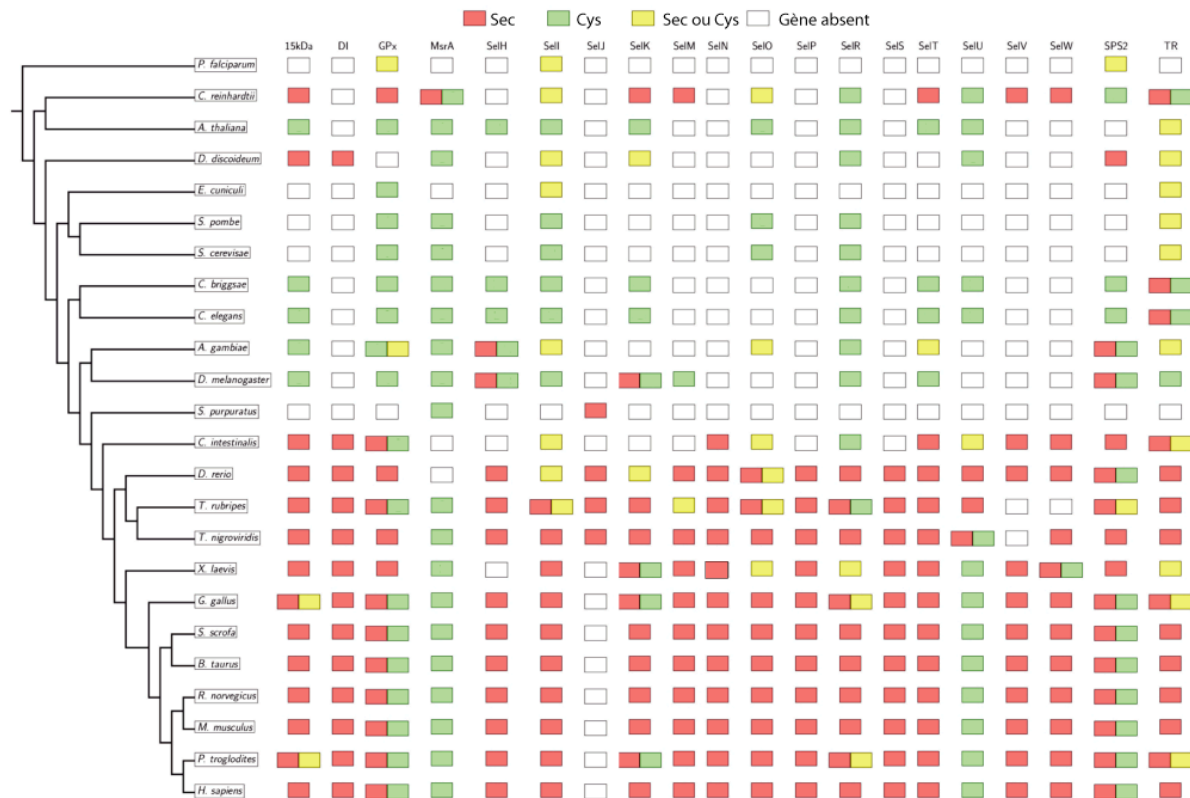 Sec Cys Sec ou Cys Gène absent
15kDa DI GPx MsrA SelH SelI SelJ SelK SelM SelN SelO SelP SelR SelS SelT SelU SelV SelW SPS2 TR
P. falciparum
C. reinhardtii
A. thaliana
D. discoideum
E. cuniculi
S. pombe
S. cerevisae
C. briggsae
C. elegans
A. gambiae
D. melanogaster
S. purpuratus
C. intestinalis
D. rerio
T. rubripes
T. nigroviridis
X. laevis
G. gallus
S. scrofa
B. taurus
R. norvegicus
M. musculus
P. troglodites
H. sapiens